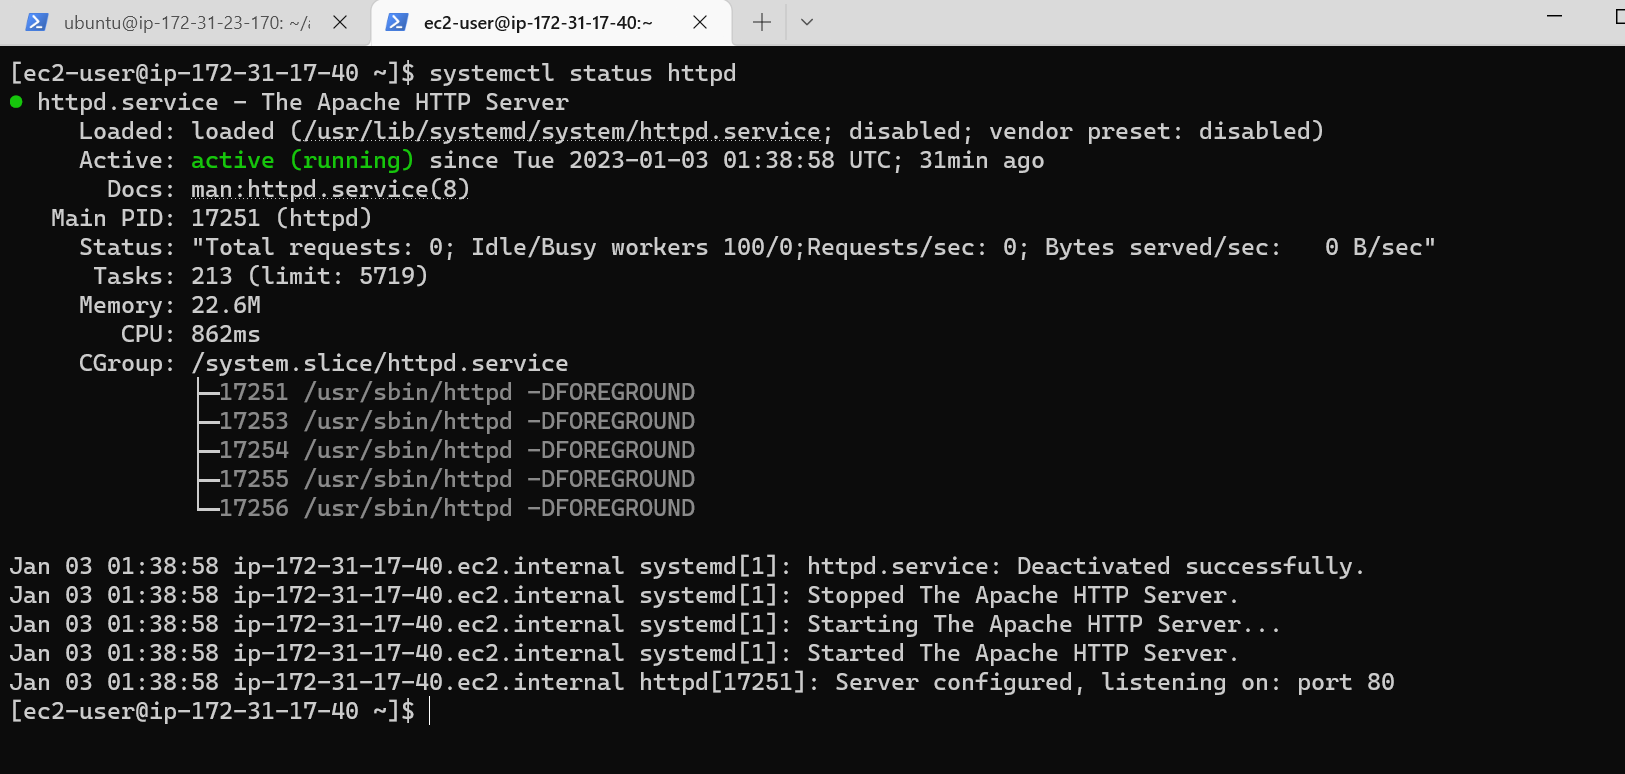 ubuntu@ip-172-31-23-170: ~/a
ec2-user@ip-172-31-17-40:~
[ec2-user@ip-172-31-17-40 ~]$ systemctl status httpd
● httpd.service - The Apache HTTP Server
Loaded: loaded (/usr/lib/systemd/system/httpd.service; disabled; vendor preset: disabled)
Active: active (running) since Tue 2023-01-03 01:38:58 UTC; 31min ago
Docs: man:httpd.service(8)
Main PID: 17251 (httpd)
Status: "Total requests: 0; Idle/Busy workers 100/0;Requests/sec: 0; Bytes served/sec:   0 B/sec"
Tasks: 213 (limit: 5719)
Memory: 22.6M
CPU: 862ms
CGroup: /system.slice/httpd.service
├─17251 /usr/sbin/httpd -DFOREGROUND
├─17253 /usr/sbin/httpd -DFOREGROUND
├─17254 /usr/sbin/httpd -DFOREGROUND
├─17255 /usr/sbin/httpd -DFOREGROUND
└─17256 /usr/sbin/httpd -DFOREGROUND
Jan 03 01:38:58 ip-172-31-17-40.ec2.internal systemd[1]: httpd.service: Deactivated successfully.
Jan 03 01:38:58 ip-172-31-17-40.ec2.internal systemd[1]: Stopped The Apache HTTP Server.
Jan 03 01:38:58 ip-172-31-17-40.ec2.internal systemd[1]: Starting The Apache HTTP Server...
Jan 03 01:38:58 ip-172-31-17-40.ec2.internal systemd[1]: Started The Apache HTTP Server.
Jan 03 01:38:58 ip-172-31-17-40.ec2.internal httpd[17251]: Server configured, listening on: port 80
[ec2-user@ip-172-31-17-40 ~]$